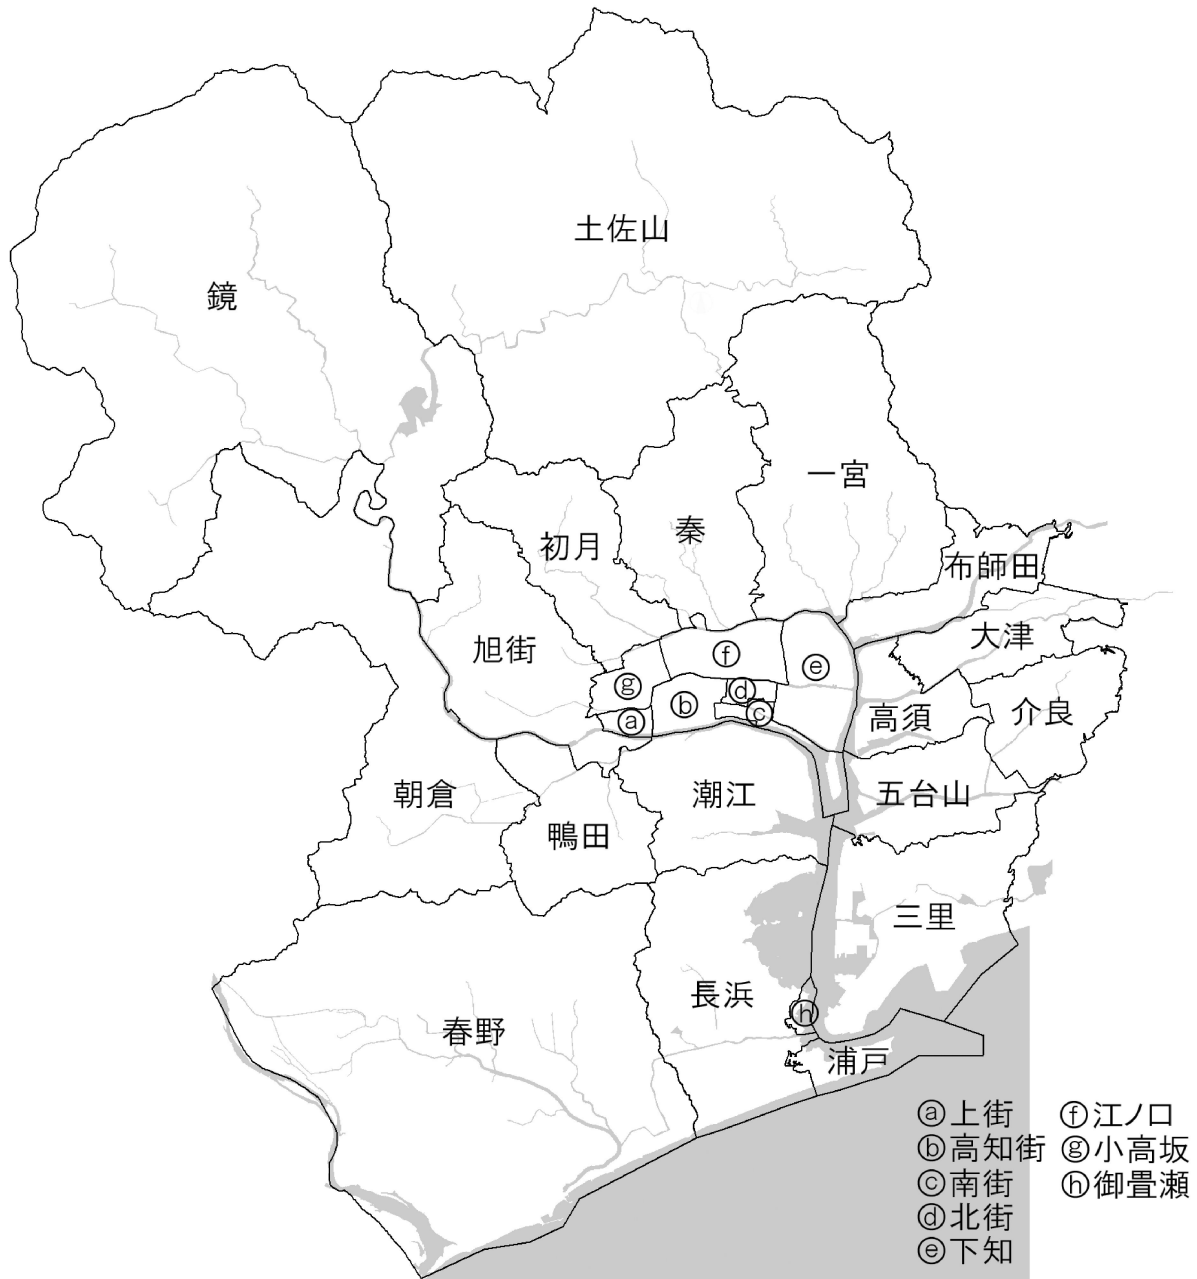 土佐山
鏡
一宮
秦
初月
布師田
大津
旭街
ⓕ
ⓔ
ⓖ
ⓓ
ⓑ
ⓒ
ⓐ
高須
介良
朝倉
潮江
五台山
鴨田
三里
長浜
ⓗ
春野
浦戸
ⓐ上街 ⓕ江ノ口
ⓑ高知街 ⓖ小高坂
ⓒ南街 ⓗ御畳瀬
ⓓ北街
ⓔ下知